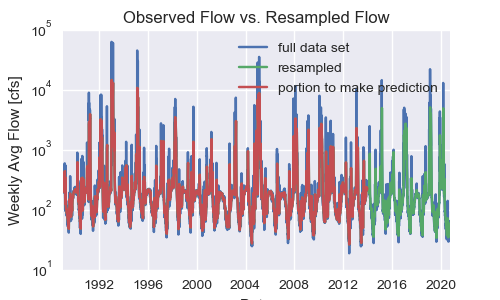 Observed Flow vs. Resampled Flow
Weekly Avg Flow [cfs]
10^5
10^4
10^3
10^2
10^1
full data set
resampled
portion to make prediction
1992 1996 2000 2004 2008 2012 2016 2020